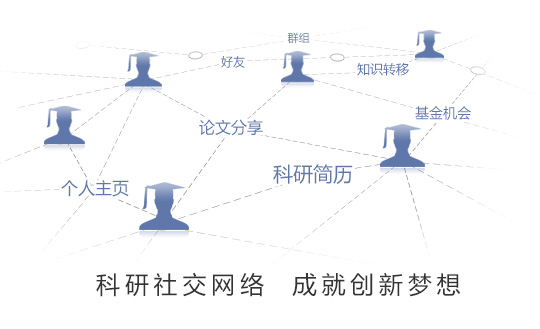 群组
好友
知识转移
基金机会
论文分享
科研简历
个人主页
科研社交网络 成就创新梦想